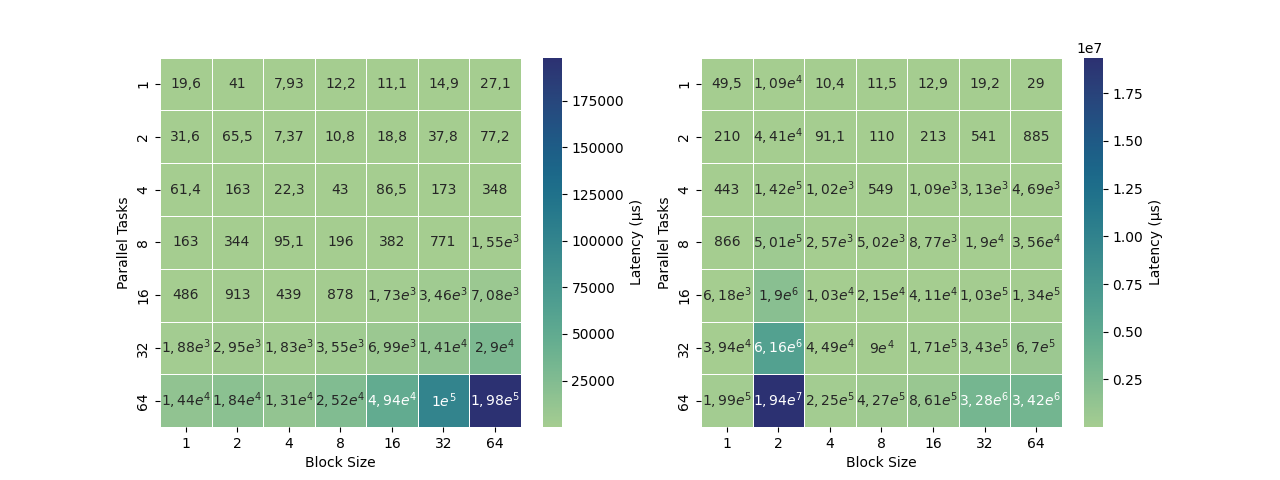 1e7
1 19,6 41 7,93 12,2 11,1 14,9 27,1
2 31,6 65,5 7,37 10,8 18,8 37,8 77,2
4 61,4 163 22,3 43 86,5 173 348
8 163 344 95,1 196 382 771 1,55e³
16 486 913 439 878 1,73e³ 3,46e³ 7,08e³
32 1,88e³ 2,95e³ 1,83e³ 3,55e³ 6,99e³ 1,41e⁴ 2,9e⁴
64 1,44e⁴ 1,84e⁴ 1,31e⁴ 2,52e⁴ 4,94e⁴ 1e⁵ 1,98e⁵
1 2 4 8 16 32 64
Block Size
Parallel Tasks
175000
150000
125000
100000
75000
50000
25000
Latency (μs)
1 49,5 1,09e⁴ 10,4 11,5 12,9 19,2 29
2 210 4,41e⁴ 91,1 110 213 541 885
4 443 1,42e⁵ 1,02e³ 549 1,09e³ 3,13e³ 4,69e³
8 866 5,01e⁵ 2,57e³ 5,02e³ 8,77e³ 1,9e⁴ 3,56e⁴
16 6,18e³ 1,9e⁶ 1,03e⁴ 2,15e⁴ 4,11e⁴ 1,03e⁵ 1,34e⁵
32 3,94e⁴ 6,16e⁶ 4,49e⁴ 9e⁴ 1,71e⁵ 3,43e⁵ 6,7e⁵
64 1,99e⁵ 1,94e⁷ 2,25e⁵ 4,27e⁵ 8,61e⁵ 3,28e⁶ 3,42e⁶
1 2 4 8 16 32 64
Block Size
Parallel Tasks
1.75
1.50
1.25
1.00
0.75
0.50
0.25
Latency (μs)